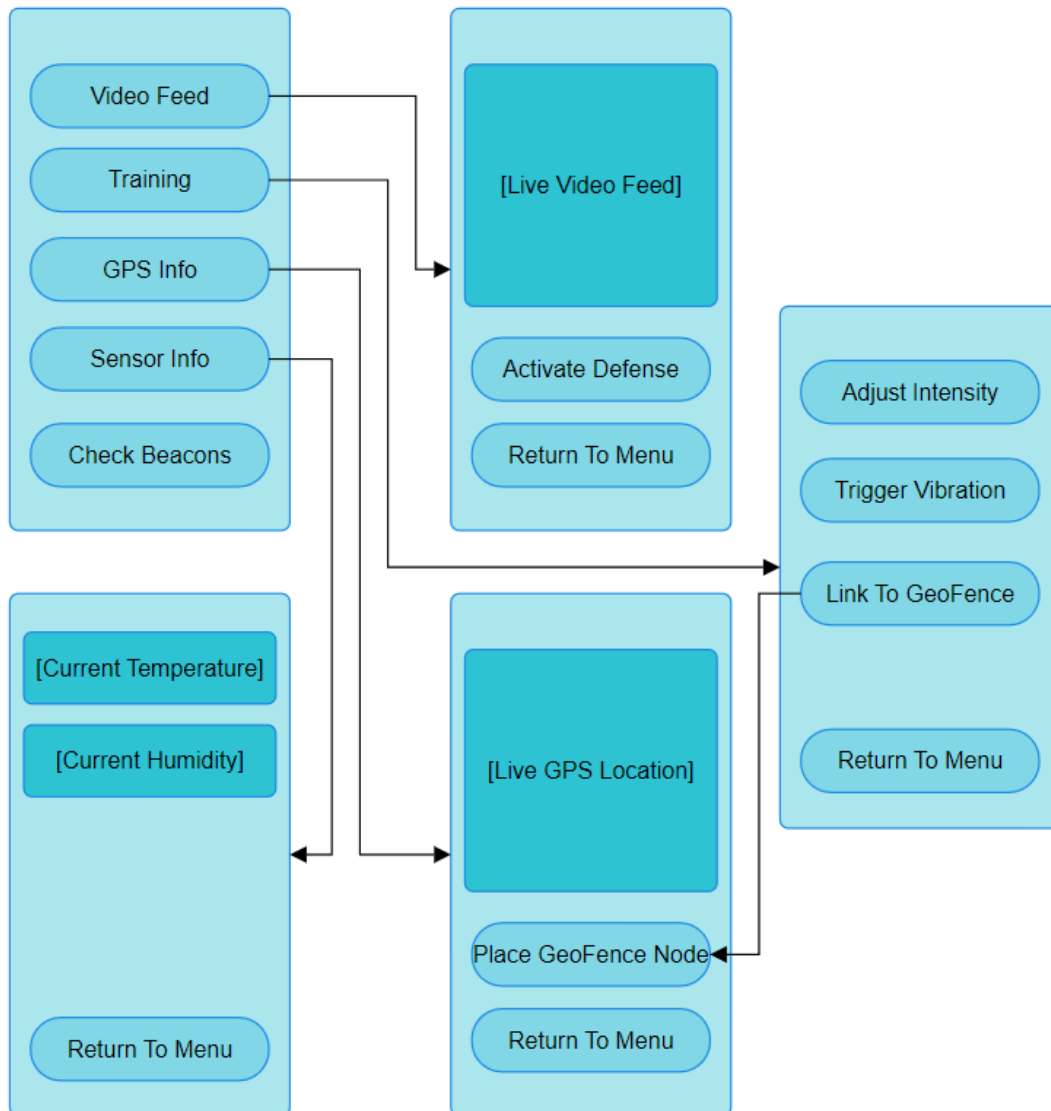 Video Feed
Training
GPS Info
Sensor Info
Check Beacons
[Live Video Feed]
Activate Defense
Return To Menu
Adjust Intensity
Trigger Vibration
Link To GeoFence
Return To Menu
[Current Temperature]
[Current Humidity]
Return To Menu
[Live GPS Location]
Place GeoFence Node
Return To Menu